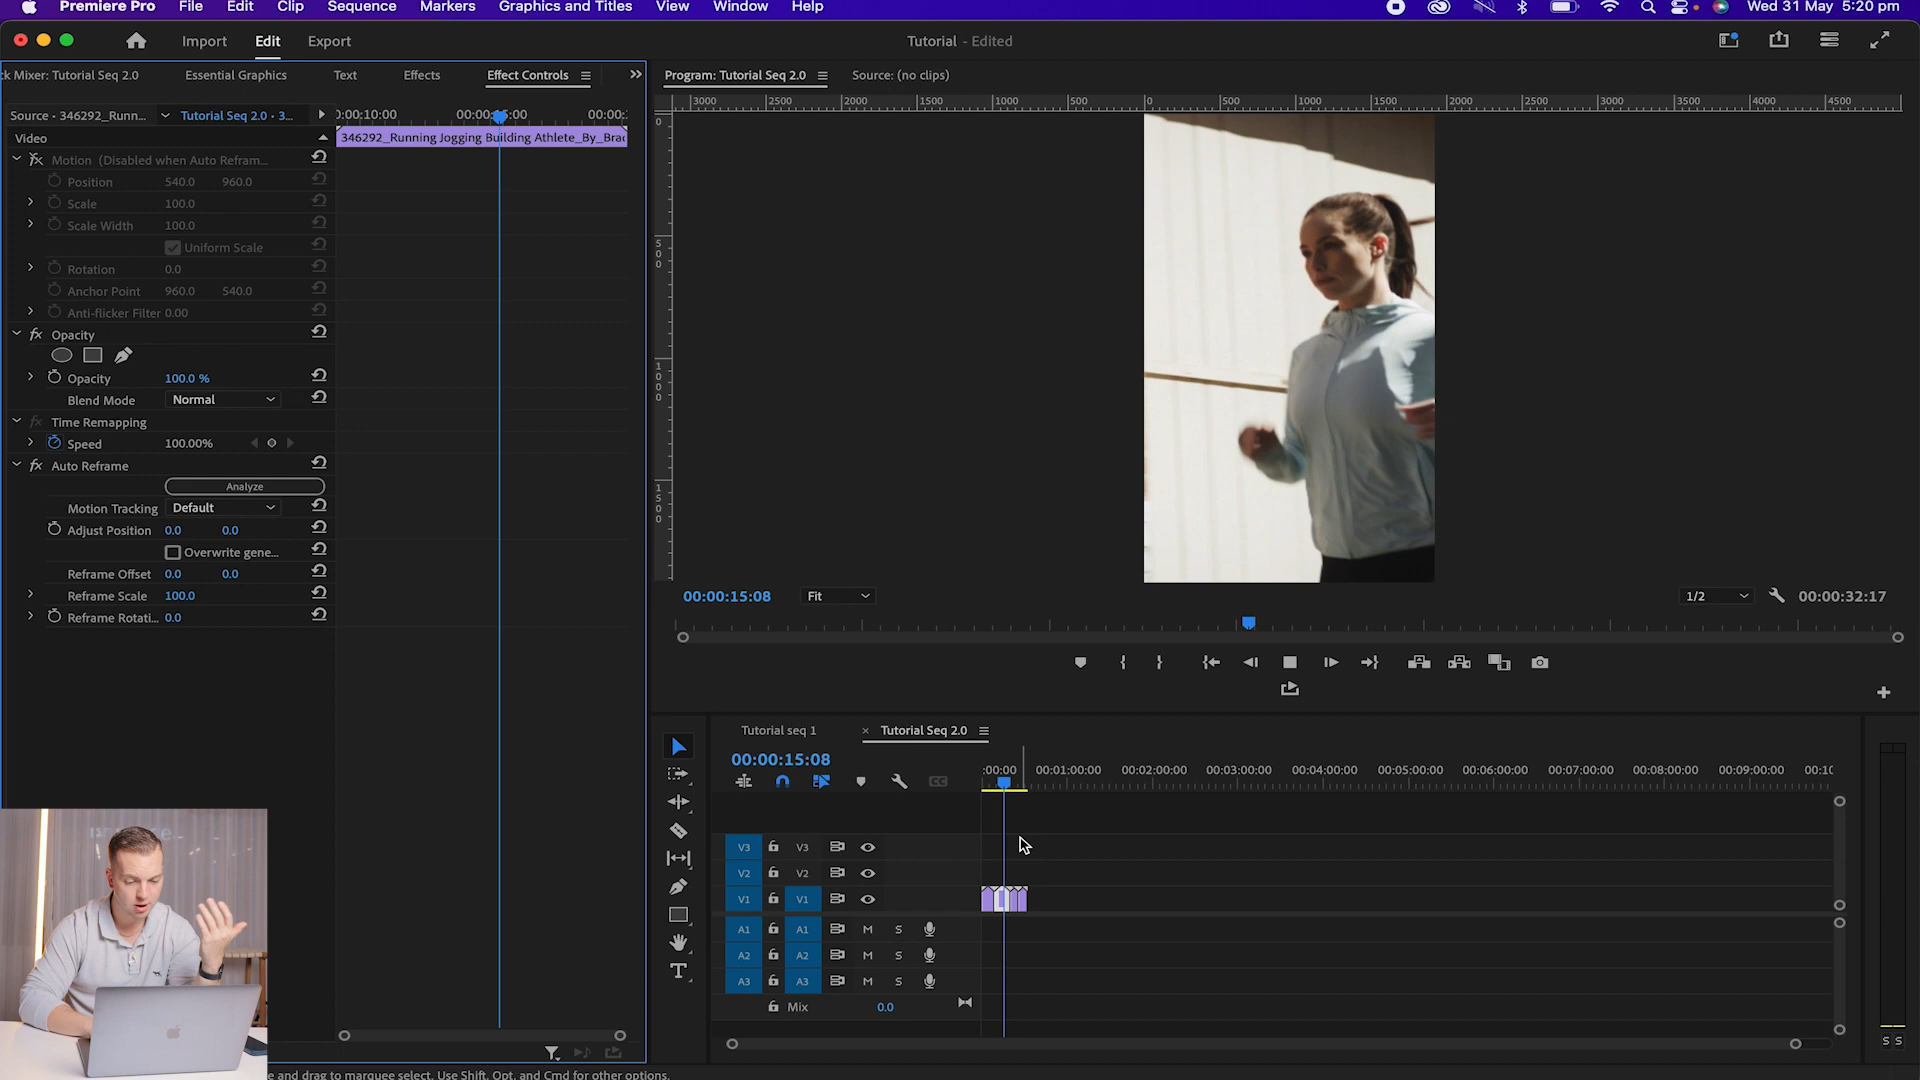 Premiere Pro File Edit Clip Sequence Markers Graphics and Titles View Window Help Wed 31 May 5:20 pm
Import Edit Export Tutorial - Edited
ck Mixer: Tutorial Seq 2.0 Essential Graphics Text Effects Effect Controls
Program: Tutorial Seq 2.0 Source: (no clips)
3000 2500 2000 1500 1000 500 0 500 1000 1500 2000 2500 3000 3500 4000 4500
Source • 346292_Runn... Tutorial Seq 2.0 • 3...
Video
346292_Running Jogging Building Athlete_By_Brad
Motion (Disabled when Auto Refram...
Position 540.0 960.0
Scale 100.0
Scale Width 100.0
Uniform Scale
Rotation 0.0
Anchor Point 960.0 540.0
Anti-flicker Filter 0.00
Opacity
Opacity 100.0 %
Blend Mode Normal
Time Remapping
Speed 100.00%
Auto Reframe
Analyze
Motion Tracking Default
Adjust Position 0.0 0.0
Overwrite gene...
Reframe Offset 0.0 0.0
Reframe Scale 100.0
Reframe Rotati... 0.0
0
500
1000
1500
00:00:15:08 Fit 1/2 00:00:32:17
Tutorial seq 1 × Tutorial Seq 2.0
00:00:15:08
:00:00 00:01:00:00 00:02:00:00 00:03:00:00 00:04:00:00 00:05:00:00 00:06:00:00 00:07:00:00 00:08:00:00 00:09:00:00 00:10
V3 V3
V2 V2
V1 V1
A1 A1 M S
A2 A2 M S
A3 A3 M S
Mix 0.0
S S
e and drag to marquee select. Use Shift, Opt, and Cmd for other options.